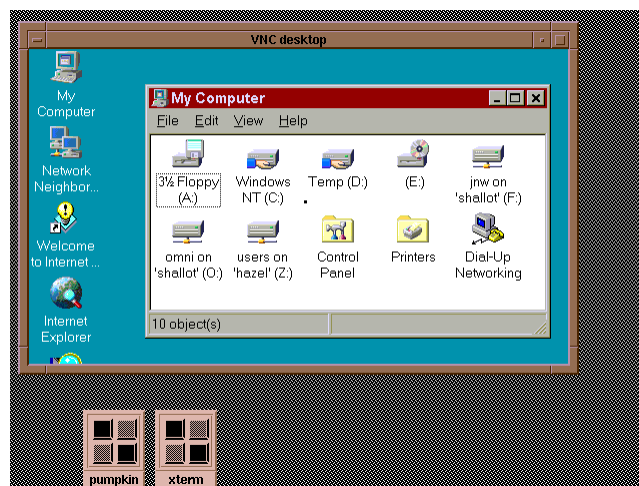 VNC desktop
My
Computer
Network
Neighbor...
Welcome
to Internet ...
Internet
Explorer
My Computer
File Edit View Help
3½ Floppy
(A:)
Windows
NT (C:)
Temp (D:)
(E:)
jnw on
'shallot' (F:)
omni on
'shallot' (O:)
users on
'hazel' (Z:)
Control
Panel
Printers
Dial-Up
Networking
10 object(s)
pumpkin
xterm